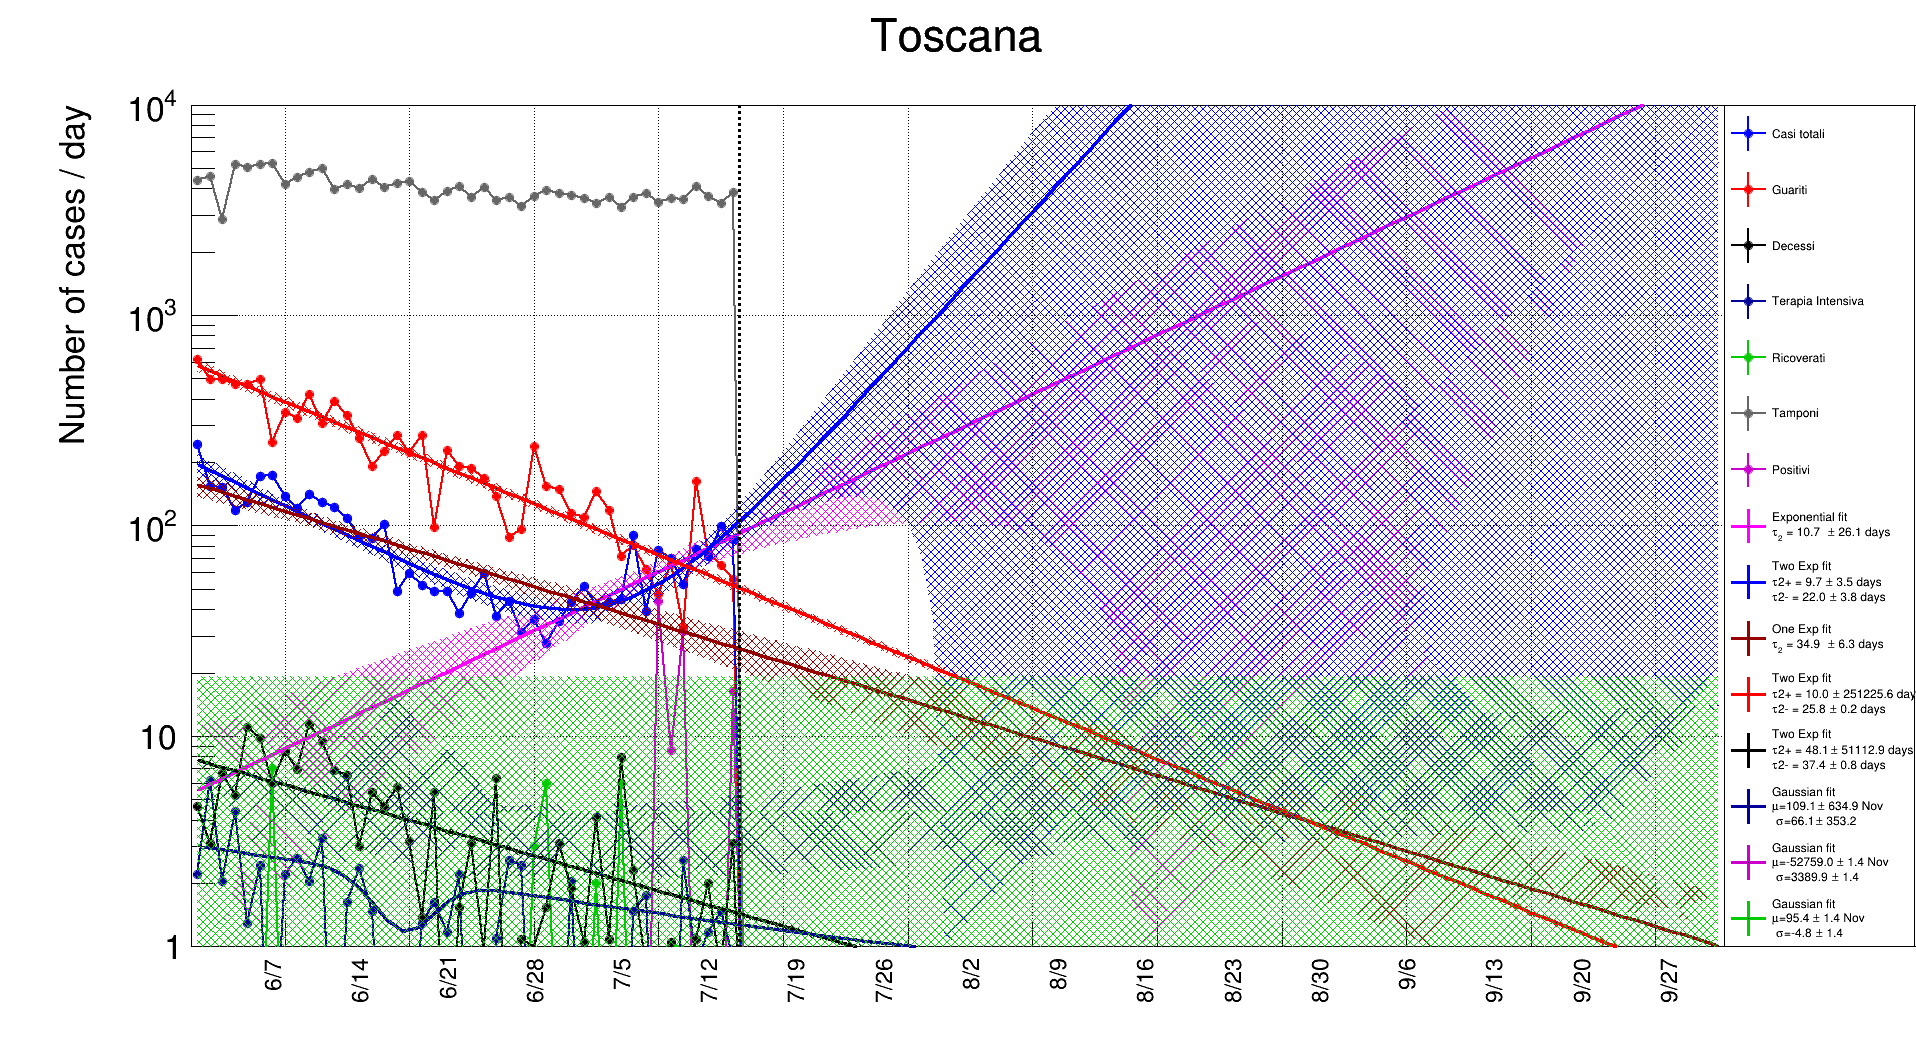 Toscana
Number of cases / day
10^4
10^3
10^2
10
1
6/7
6/14
6/21
6/28
7/5
7/12
7/19
7/26
8/2
8/9
8/16
8/23
8/30
9/6
9/13
9/20
9/27
Casi totali
Guariti
Decessi
Terapia Intensiva
Ricoverati
Tamponi
Positivi
Exponential fit
τ₂ = 10.7 ± 26.1 days
Two Exp fit
τ2+ = 9.7 ± 3.5 days
τ2- = 22.0 ± 3.8 days
One Exp fit
τ₂ = 34.9 ± 6.3 days
Two Exp fit
τ2+ = 10.0 ± 251225.6 day
τ2- = 25.8 ± 0.2 days
Two Exp fit
τ2+ = 48.1 ± 51112.9 days
τ2- = 37.4 ± 0.8 days
Gaussian fit
μ=109.1 ± 634.9 Nov
σ=66.1 ± 353.2
Gaussian fit
μ=-52759.0 ± 1.4 Nov
σ=3389.9 ± 1.4
Gaussian fit
μ=95.4 ± 1.4 Nov
σ=-4.8 ± 1.4